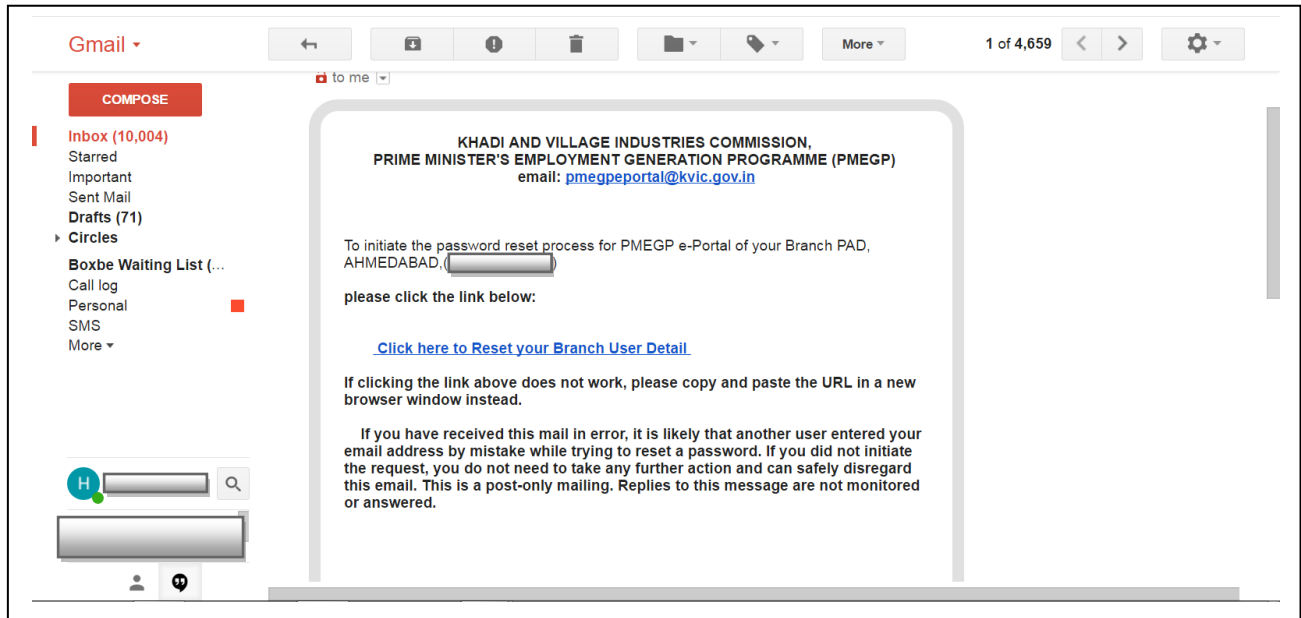 Gmail
More
1 of 4,659
to me
COMPOSE
Inbox (10,004)
Starred
Important
Sent Mail
Drafts (71)
Circles
Boxbe Waiting List (...
Call log
Personal
SMS
More
H
KHADI AND VILLAGE INDUSTRIES COMMISSION,
PRIME MINISTER'S EMPLOYMENT GENERATION PROGRAMME (PMEGP)
email: pmegpeportal@kvic.gov.in
To initiate the password reset process for PMEGP e-Portal of your Branch PAD,
AHMEDABAD,( )
please click the link below:
Click here to Reset your Branch User Detail
If clicking the link above does not work, please copy and paste the URL in a new
browser window instead.
If you have received this mail in error, it is likely that another user entered your
email address by mistake while trying to reset a password. If you did not initiate
the request, you do not need to take any further action and can safely disregard
this email. This is a post-only mailing. Replies to this message are not monitored
or answered.